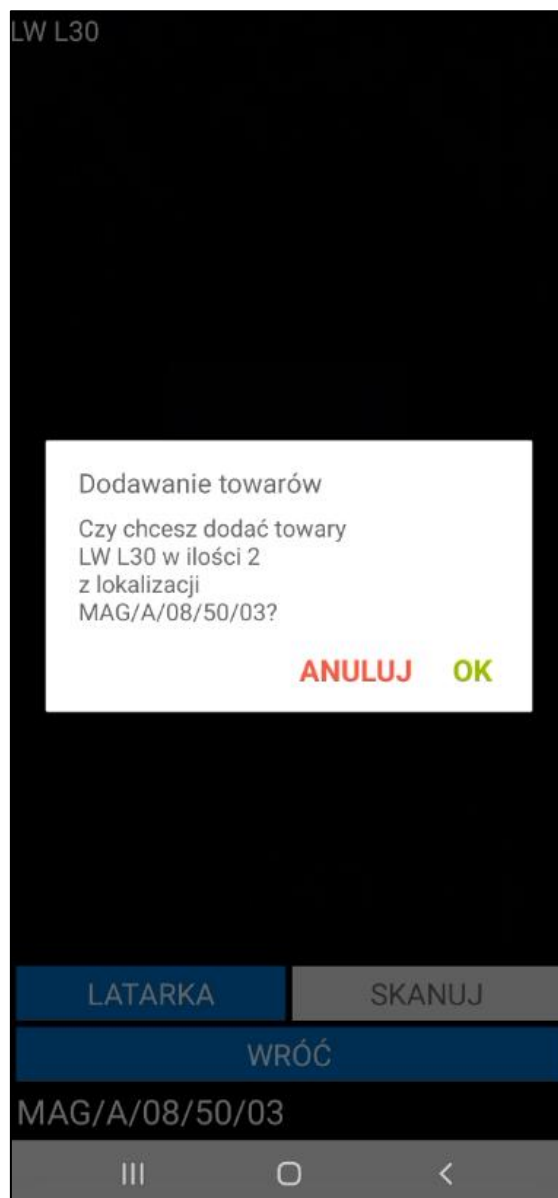 LW L30
Dodawanie towarów
Czy chcesz dodać towary
LW L30 w ilości 2
z lokalizacji
MAG/A/08/50/03?
ANULUJ OK
LATARKA SKANUJ
WRÓĆ
MAG/A/08/50/03